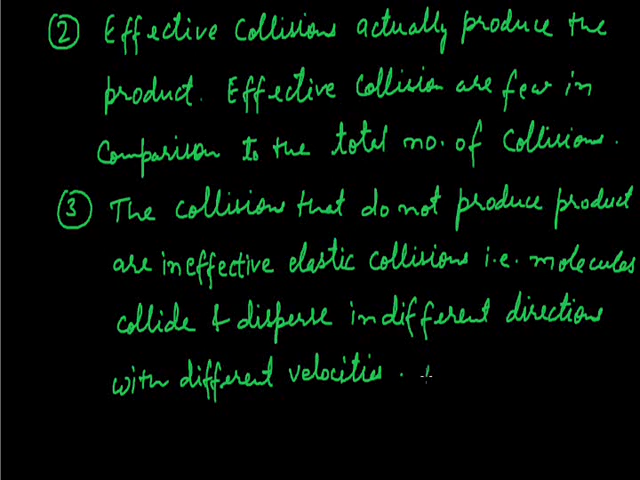 ② Effective Collisions actually produce the
product. Effective Collision are few in
Comparison to the total no. of Collisions.
③ The collisions that do not produce product
are ineffective elastic collisions i.e. molecules
collide & disperse in different directions
with different velocities.